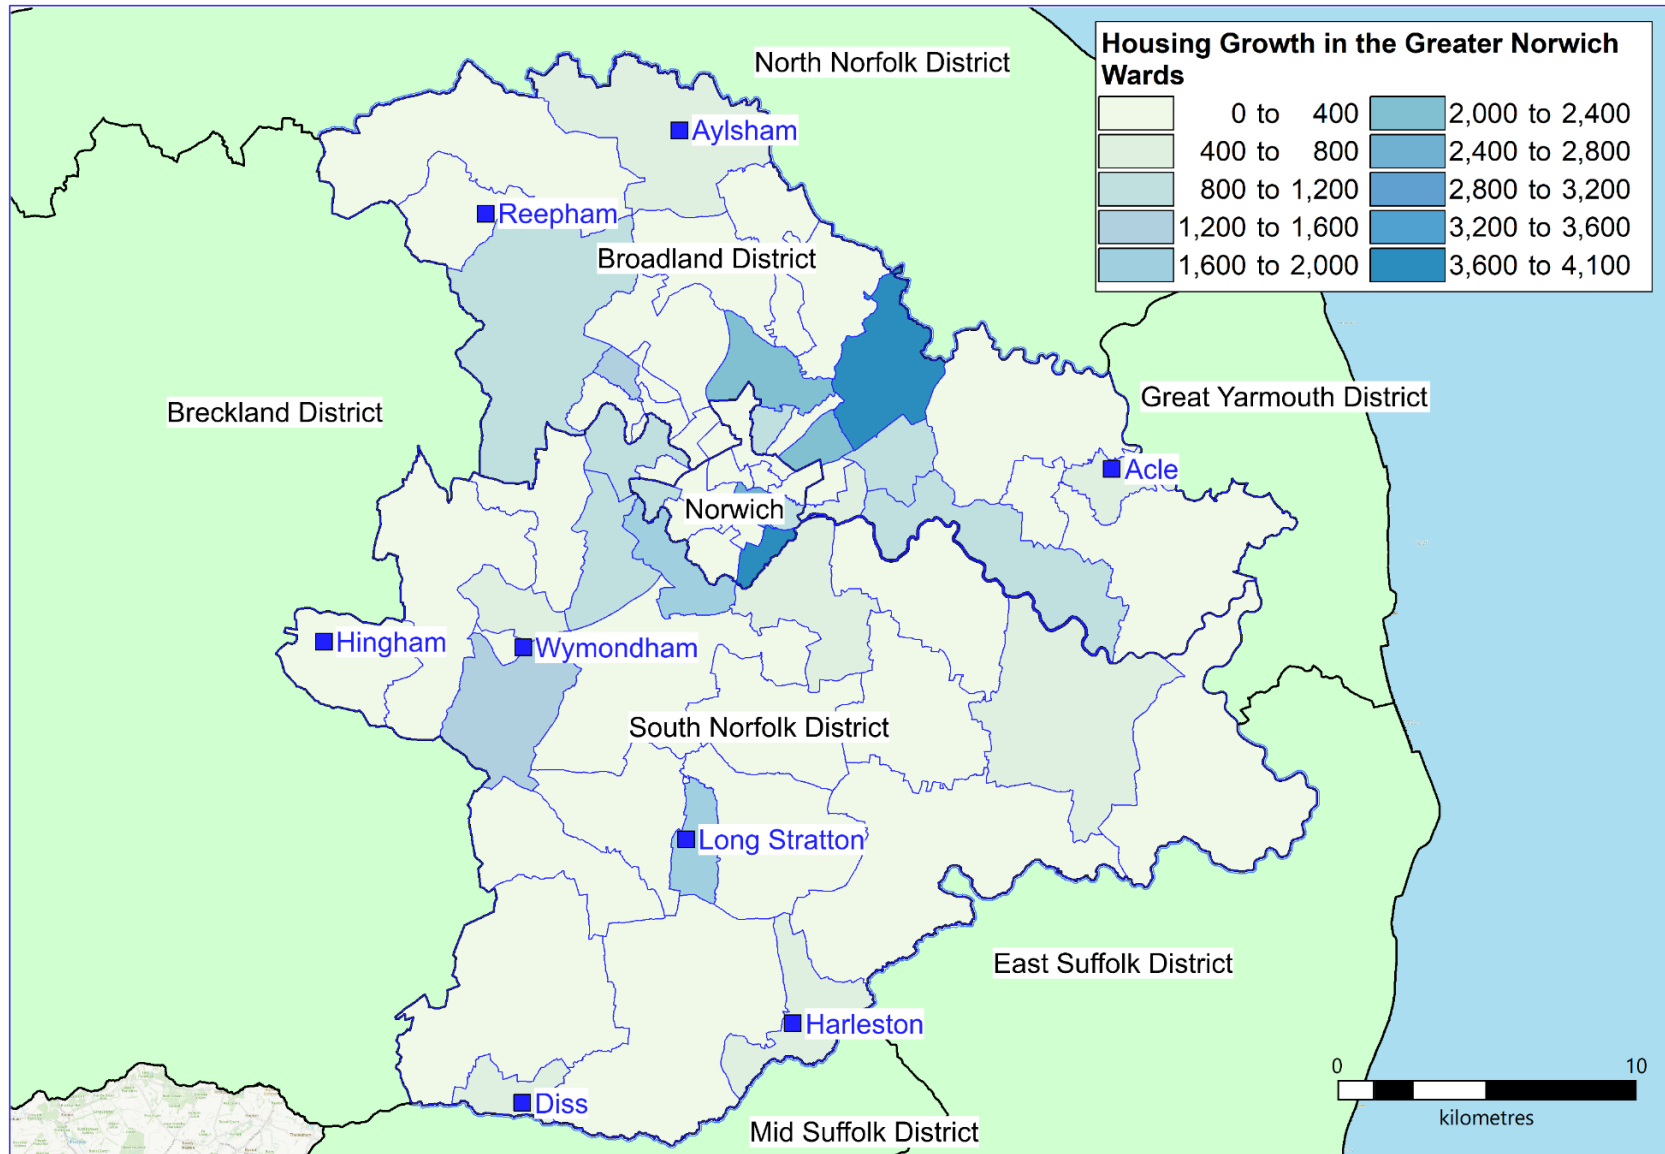 North Norfolk District
Housing Growth in the Greater Norwich
Wards
0 to 400
400 to 800
800 to 1,200
1,200 to 1,600
1,600 to 2,000
2,000 to 2,400
2,400 to 2,800
2,800 to 3,200
3,200 to 3,600
3,600 to 4,100
Aylsham
Reepham
Broadland District
Breckland District
Great Yarmouth District
Acle
Norwich
Hingham
Wymondham
South Norfolk District
Long Stratton
East Suffolk District
Harleston
Diss
Mid Suffolk District
0 10
kilometres